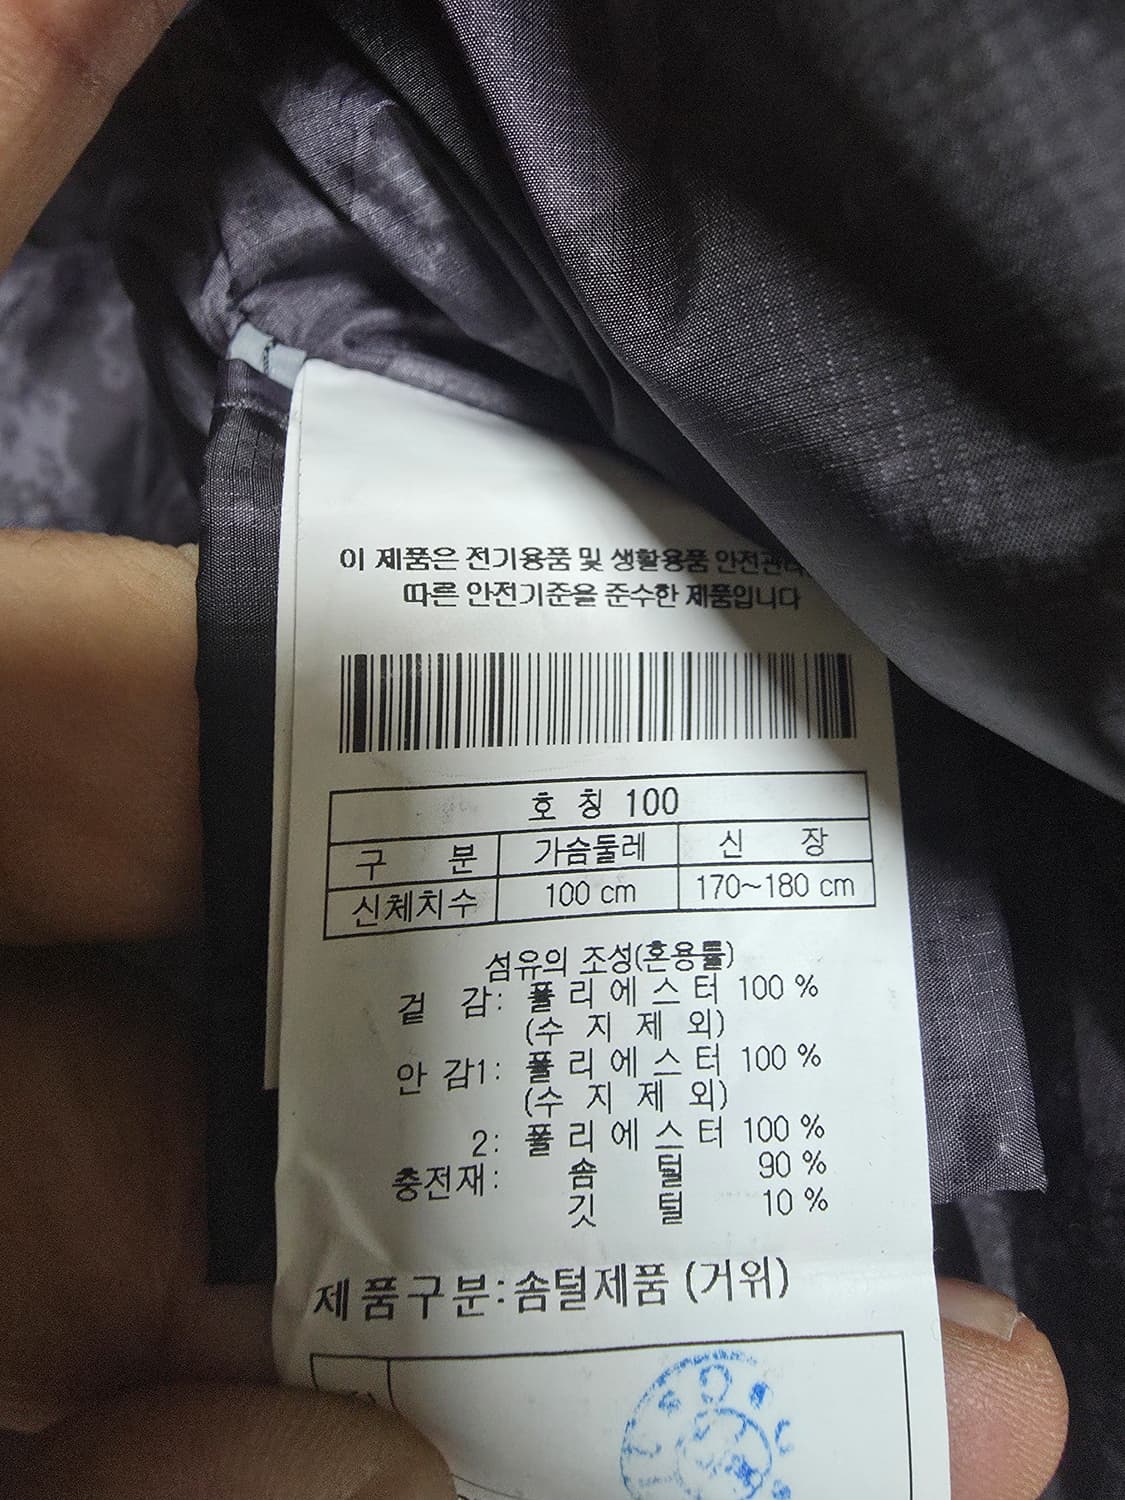 이 제품은 전기용품 및 생활용품 안전관리
따른 안전기준을 준수한 제품입니다
호 칭 100
구 분 가슴둘레 신 장
신체치수 100 cm 170~180 cm
섬유의 조성(혼용률)
겉 감: 폴 리 에 스 터 100 %
(수 지 제 외)
안 감1: 폴 리 에 스 터 100 %
(수 지 제 외)
2: 폴 리 에 스 터 100 %
충전재: 솜 털 90 %
깃 털 10 %
제품구분:솜털제품 (거위)